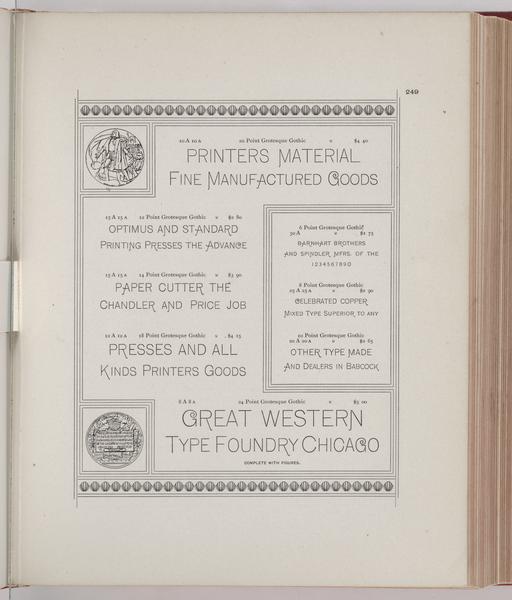 249
10 A 10 A 20 Point Grotesque Gothic $4 40
PRINTERS MATERIAL
FINE MANUFACTURED GOODS
15 A 15 A 12 Point Grotesque Gothic $2 80
OPTIMUS AND STANDARD
PRINTING PRESSES THE ADVANCE
15 A 15 A 14 Point Grotesque Gothic $3 90
PAPER CUTTER THE
CHANDLER AND PRICE JOB
12 A 12 A 18 Point Grotesque Gothic $4 25
PRESSES AND ALL
KINDS PRINTERS GOODS
6 Point Grotesque Gothic
30 A $1 75
BARNHART BROTHERS
AND SPINDLER MFRS. OF THE
1234567890
8 Point Grotesque Gothic
25 A 25 A $2 90
CELEBRATED COPPER
MIXED TYPE SUPERIOR TO ANY
10 Point Grotesque Gothic
20 A 20 A $2 65
OTHER TYPE MADE
AND DEALERS IN BABCOCK
8 A 8 A 24 Point Grotesque Gothic $5 00
GREAT WESTERN
TYPE FOUNDRY CHICAGO
COMPLETE WITH FIGURES.